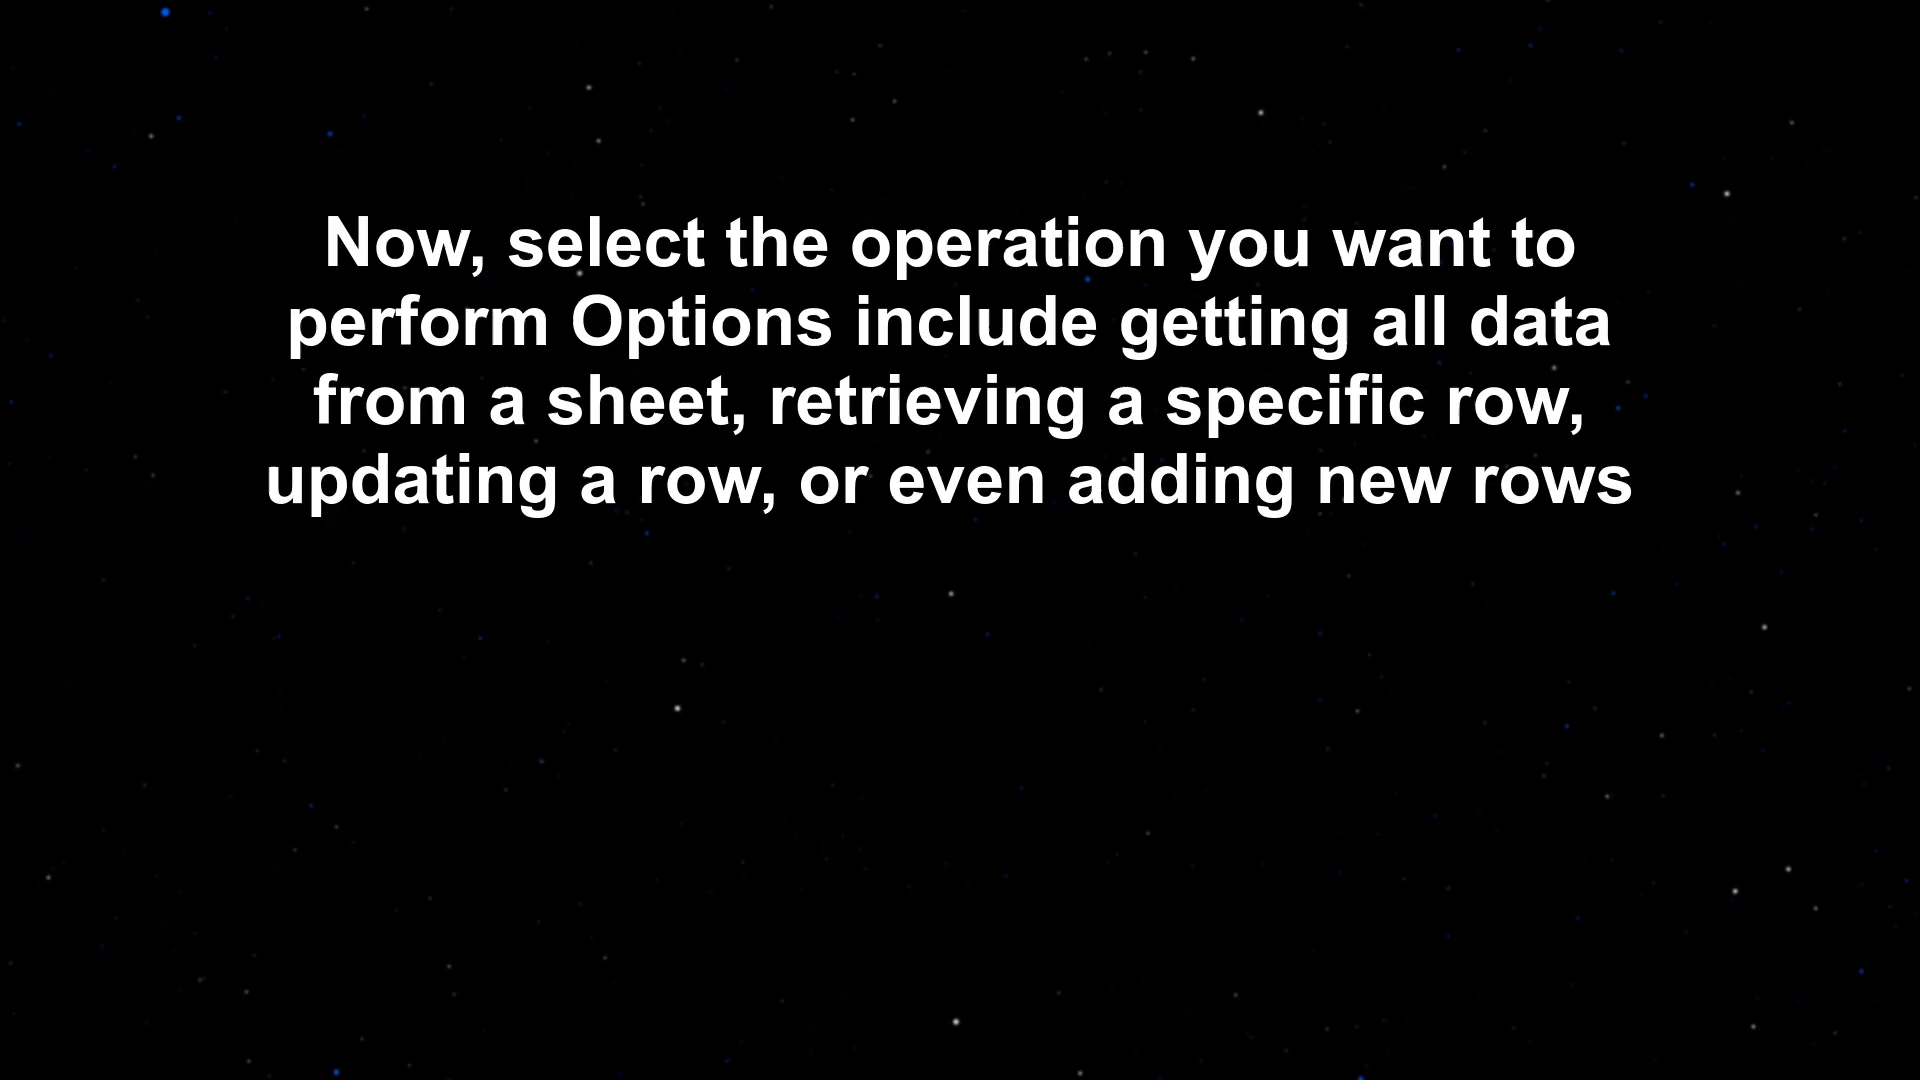 Now, select the operation you want to
perform Options include getting all data
from a sheet, retrieving a specific row,
updating a row, or even adding new rows